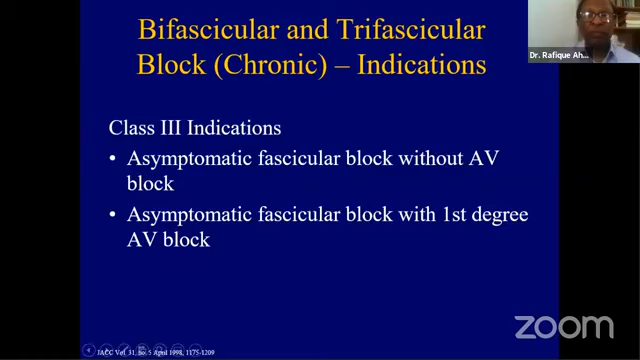 Bifascicular and Trifascicular
Block (Chronic) – Indications
Dr. Rafique Ah...
Class III Indications
• Asymptomatic fascicular block without AV
block
• Asymptomatic fascicular block with 1st degree
AV block
JACC Vol. 31, no. 5 April 1998, 1175-1209
zoom